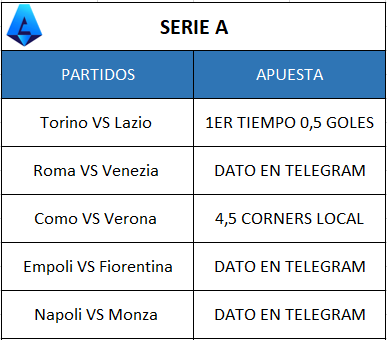 SERIE A
PARTIDOS APUESTA
Torino VS Lazio 1ER TIEMPO 0,5 GOLES
Roma VS Venezia DATO EN TELEGRAM
Como VS Verona 4,5 CORNERS LOCAL
Empoli VS Fiorentina DATO EN TELEGRAM
Napoli VS Monza DATO EN TELEGRAM